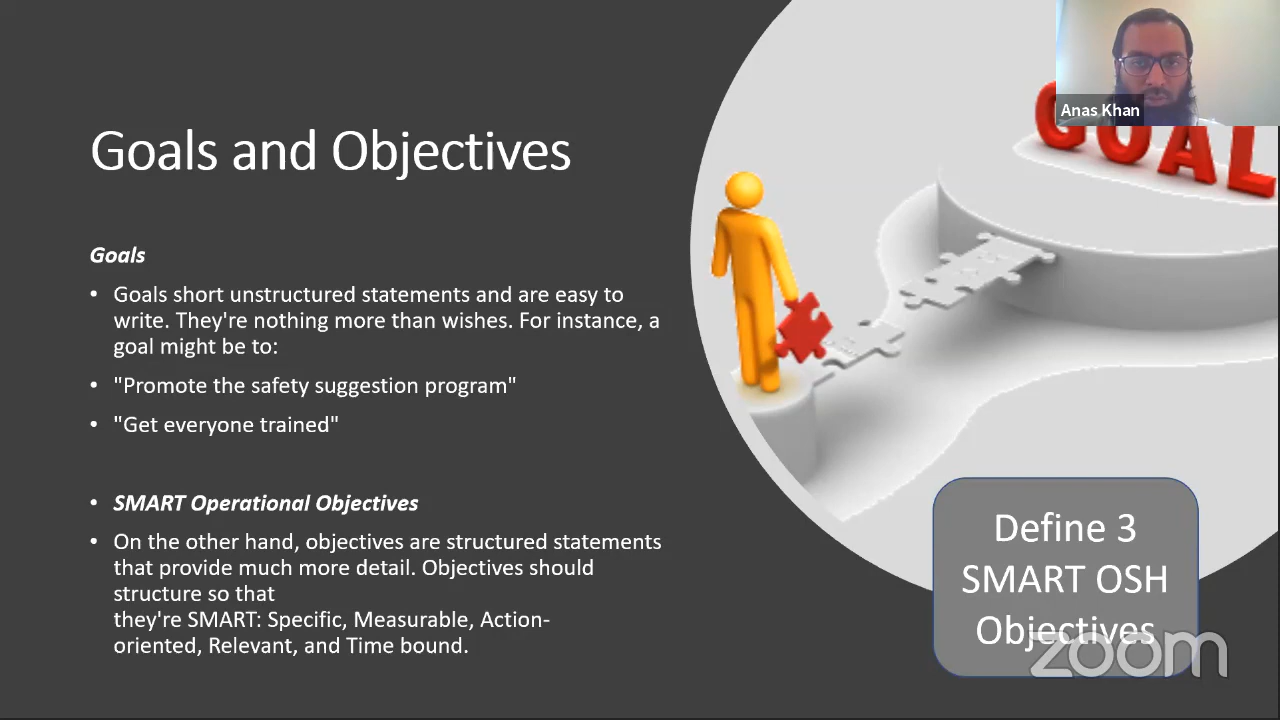 Anas Khan
GOAL
Goals and Objectives
Goals
• Goals short unstructured statements and are easy to
write. They're nothing more than wishes. For instance, a
goal might be to:
• "Promote the safety suggestion program"
• "Get everyone trained"
• SMART Operational Objectives
• On the other hand, objectives are structured statements
that provide much more detail. Objectives should
structure so that
they're SMART: Specific, Measurable, Action-
oriented, Relevant, and Time bound.
Define 3
SMART OSH
Objectives
zoom